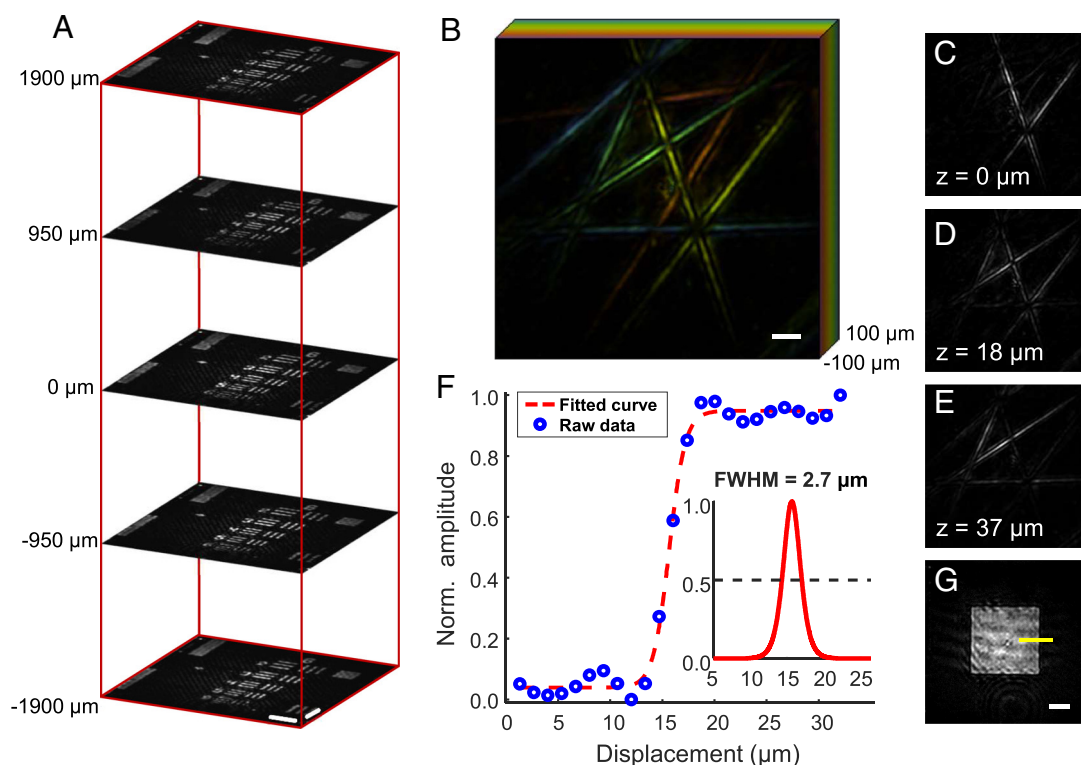 A
1900 µm
950 µm
0 µm
-950 µm
-1900 µm
B
100 µm
-100 µm
C
z = 0 µm
D
z = 18 µm
E
z = 37 µm
F
Norm. amplitude
1.0
0.8
0.6
0.4
0.2
0.0
0
5
10
15
20
25
30
Displacement (µm)
Fitted curve
Raw data
FWHM = 2.7 µm
1.0
0.5
0.0
5
10
15
20
25
G